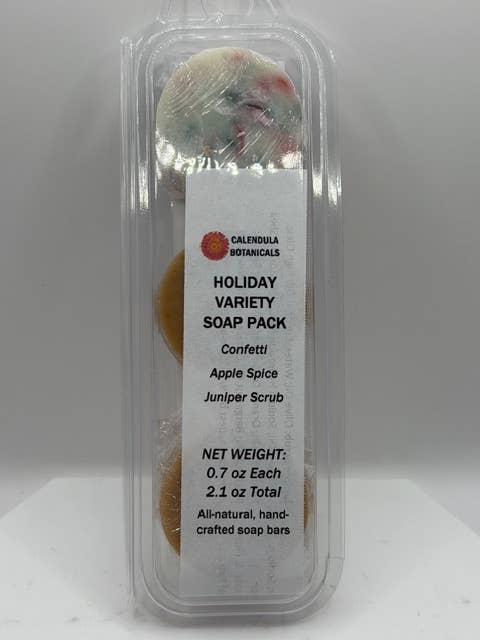 CALENDULA
BOTANICALS
HOLIDAY
VARIETY
SOAP PACK
Confetti
Apple Spice
Juniper Scrub
NET WEIGHT:
0.7 oz Each
2.1 oz Total
All-natural, hand-
crafted soap bars